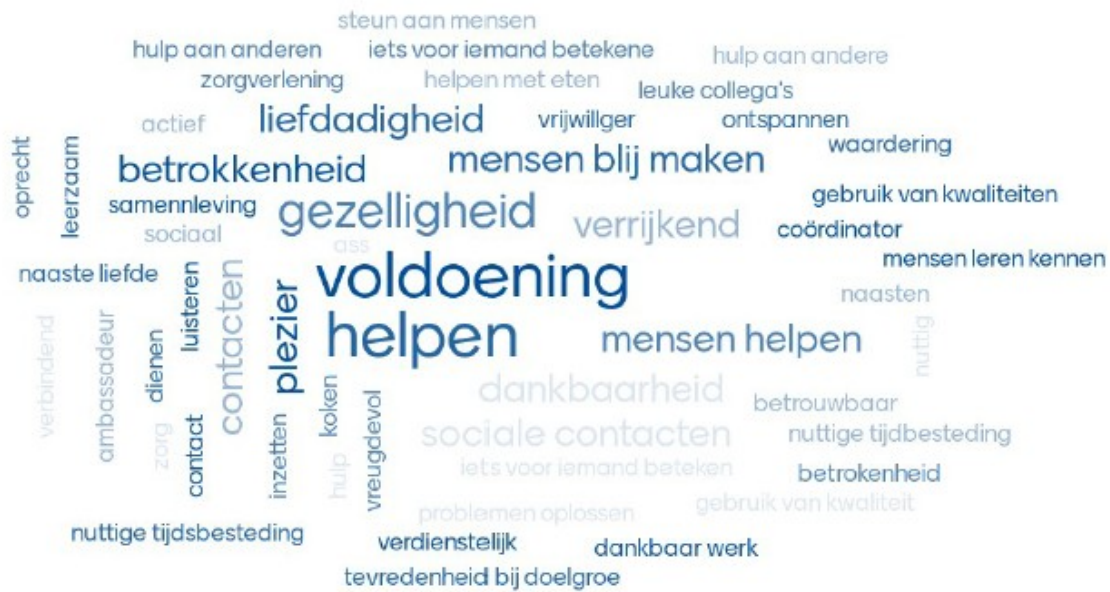 steun aan mensen
hulp aan anderen
iets voor iemand betekene
hulp aan andere
zorgverlening
helpen met eten
leuke collega's
actief
liefdadigheid
vrijwillger
ontspannen
waardering
oprecht
leerzaam
betrokkenheid
mensen blij maken
samennleving
gezelligheid
verrijkend
gebruik van kwaliteiten
sociaal
ass
coördinator
naaste liefde
luisteren
contacten
plezier
voldoening
mensen leren kennen
naasten
verbindend
ambassadeur
dienen
helpen
mensen helpen
nuttig
zorg
contact
inzetten
koken
hulp
vreugdevol
dankbaarheid
betrouwbaar
sociale contacten
nuttige tijdbesteding
iets voor iemand beteken
betrokenheid
problemen oplossen
gebruik van kwaliteit
nuttige tijdsbesteding
verdienstelijk
dankbaar werk
tevredenheid bij doelgroe